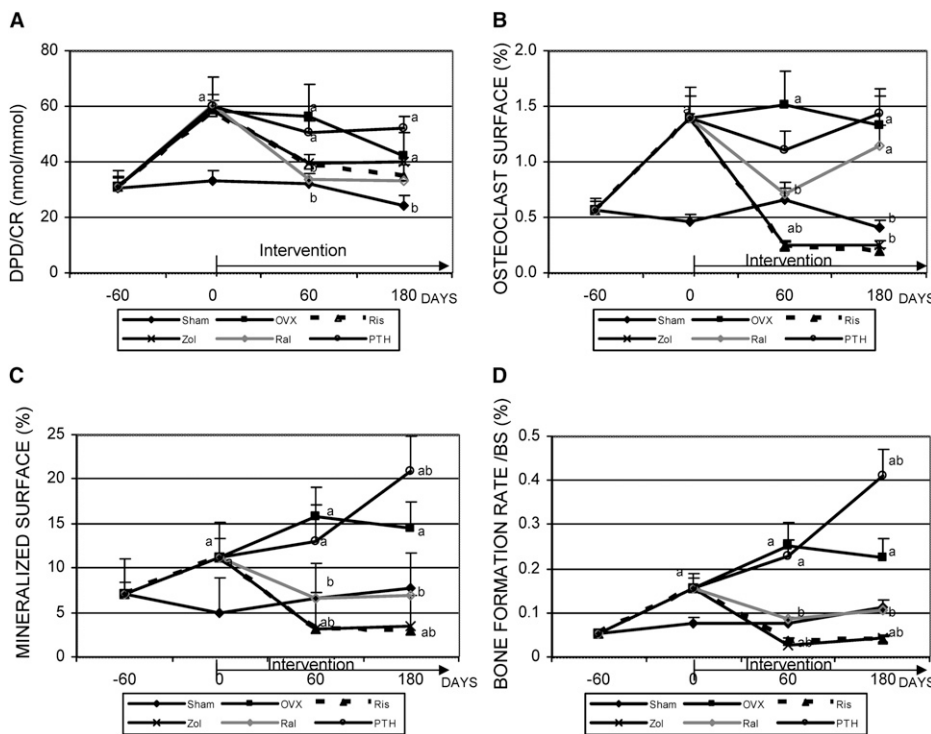 A
DPD/CR (nmol/mmol)
80
60
40
20
0
a
a
a
a
a
b
b
Intervention
-60 0 60 180 DAYS
Sham OVX Ris
Zol Ral PTH
B
OSTEOCLAST SURFACE (%)
2.0
1.5
1.0
0.5
0.0
a
a
a
a
b
b
ab
b
Intervention
-60 0 60 180 DAYS
Sham OVX Ris
Zol Ral PTH
C
MINERALIZED SURFACE (%)
25
20
15
10
5
0
ab
a
a
a
a
b
b
ab
ab
Intervention
-60 0 60 180 DAYS
Sham OVX Ris
Zol Ral PTH
D
BONE FORMATION RATE /BS (%)
0.5
0.4
0.3
0.2
0.1
0
ab
a
a
a
a
b
b
ab
ab
Intervention
-60 0 60 180 DAYS
Sham OVX Ris
Zol Ral PTH